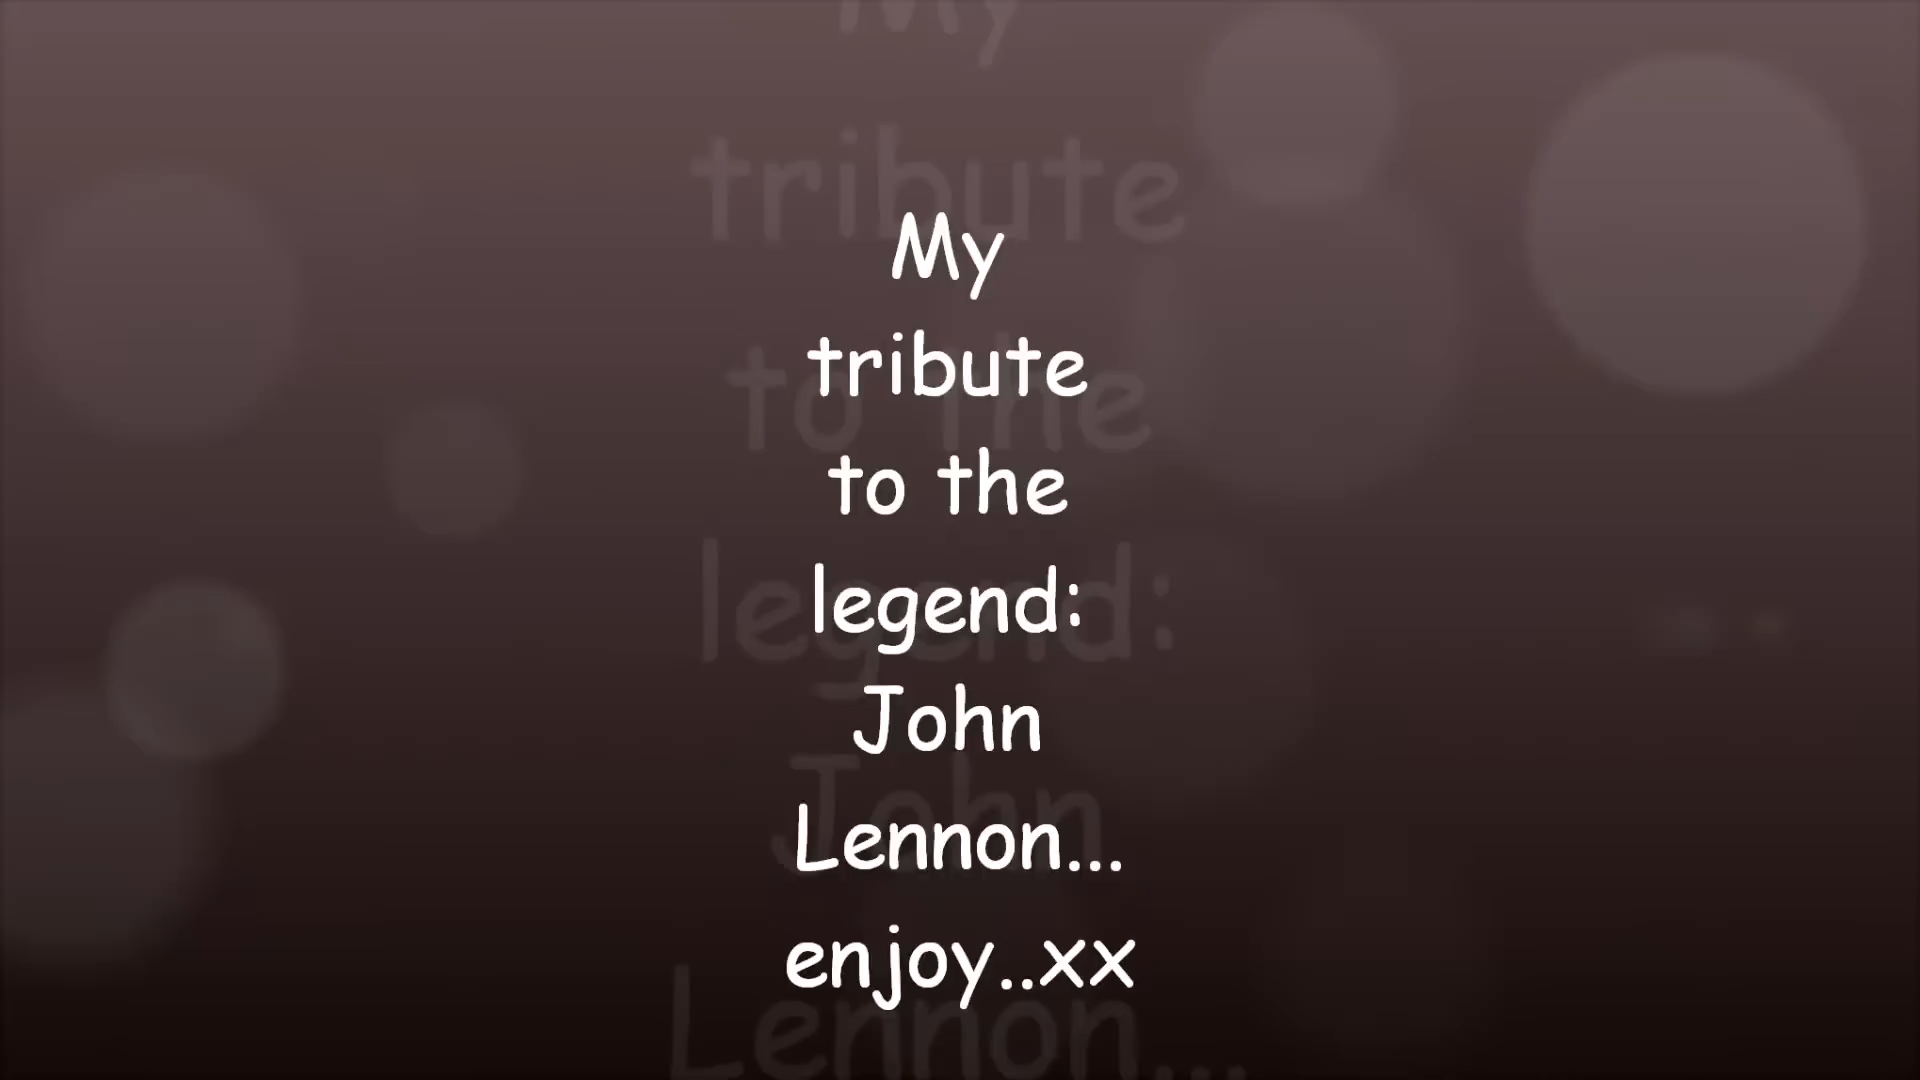 My
tribute
to the
legend:
John
Lennon...
enjoy..xx